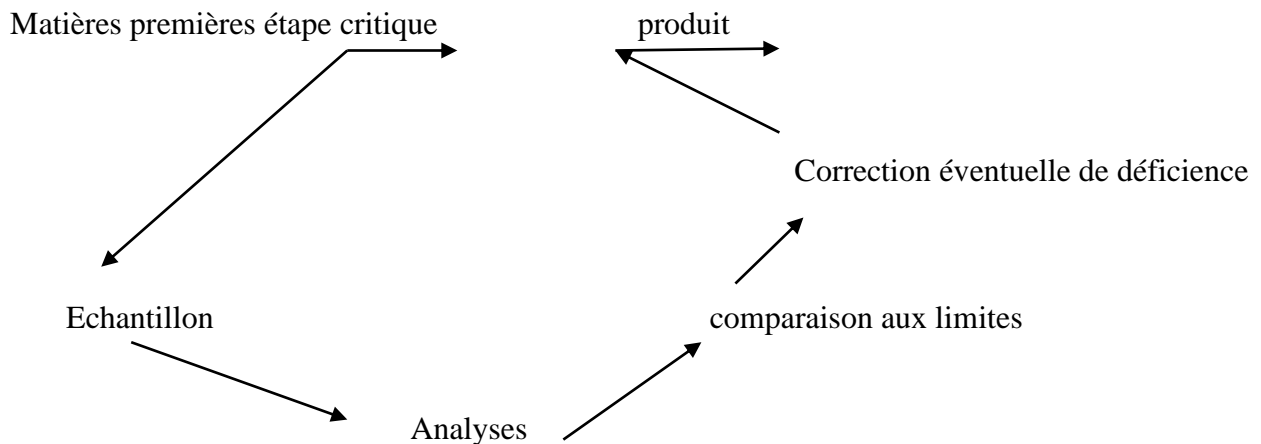 Matières premières étape critique produit
Correction éventuelle de déficience
Echantillon comparaison aux limites
Analyses